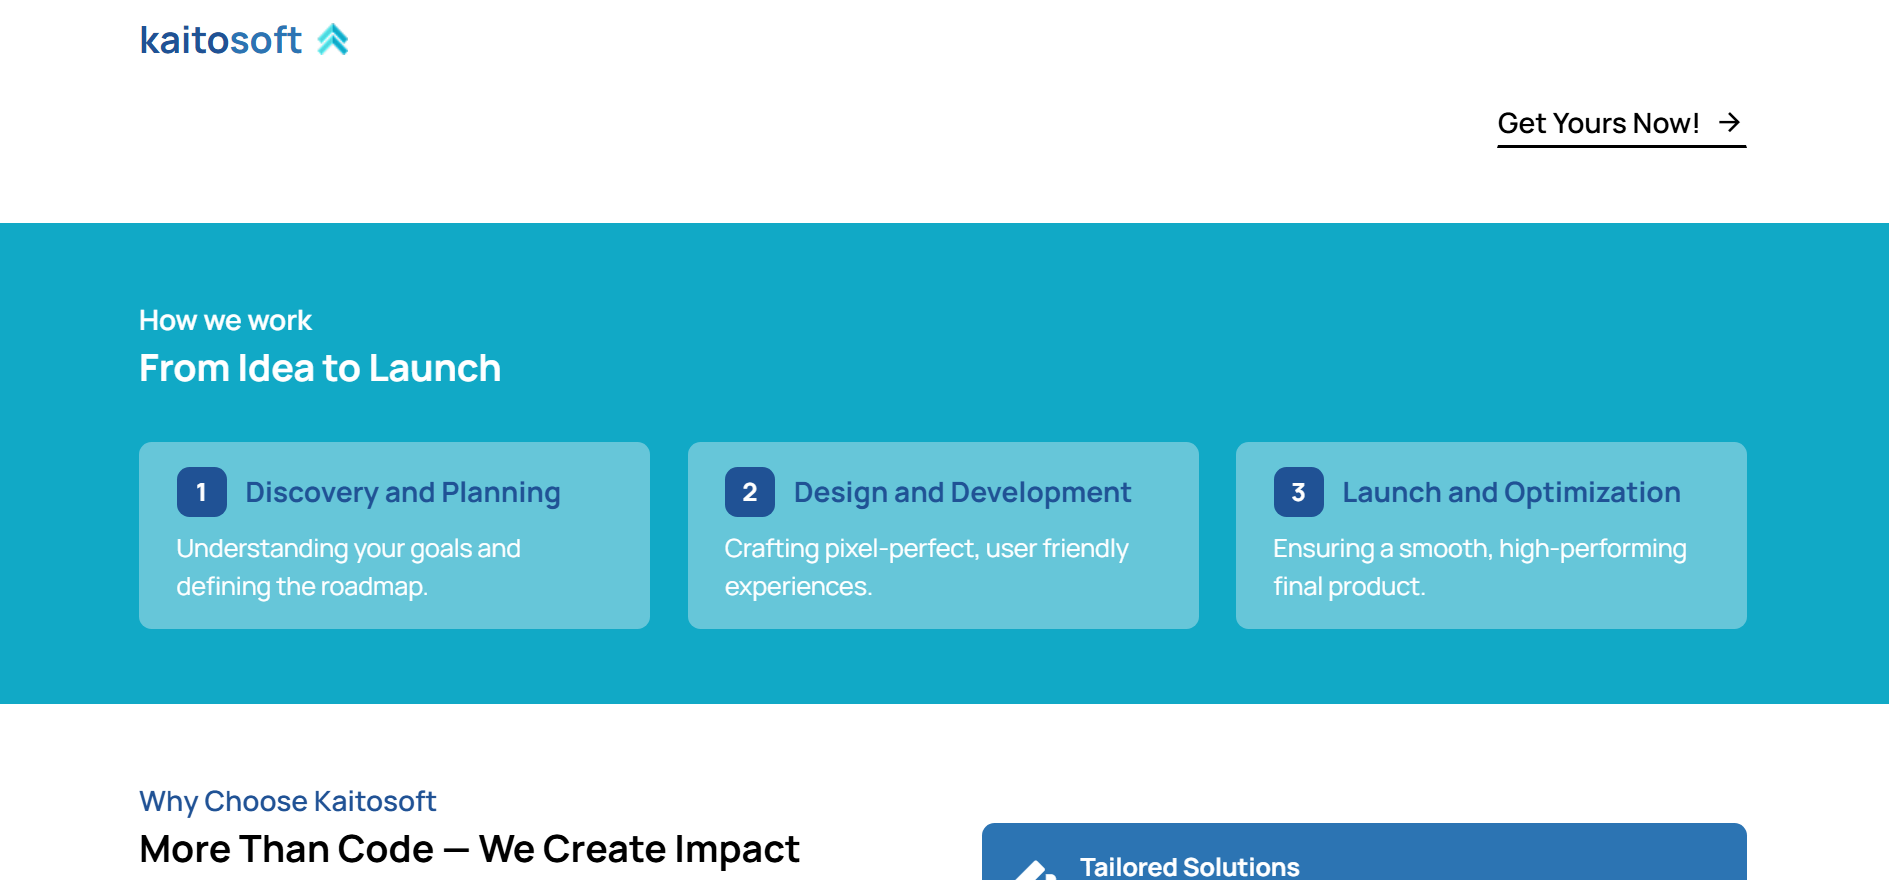 kaitosoft
Get Yours Now!
How we work
From Idea to Launch
1 Discovery and Planning
Understanding your goals and
defining the roadmap.
2 Design and Development
Crafting pixel-perfect, user friendly
experiences.
3 Launch and Optimization
Ensuring a smooth, high-performing
final product.
Why Choose Kaitosoft
More Than Code — We Create Impact
Tailored Solutions